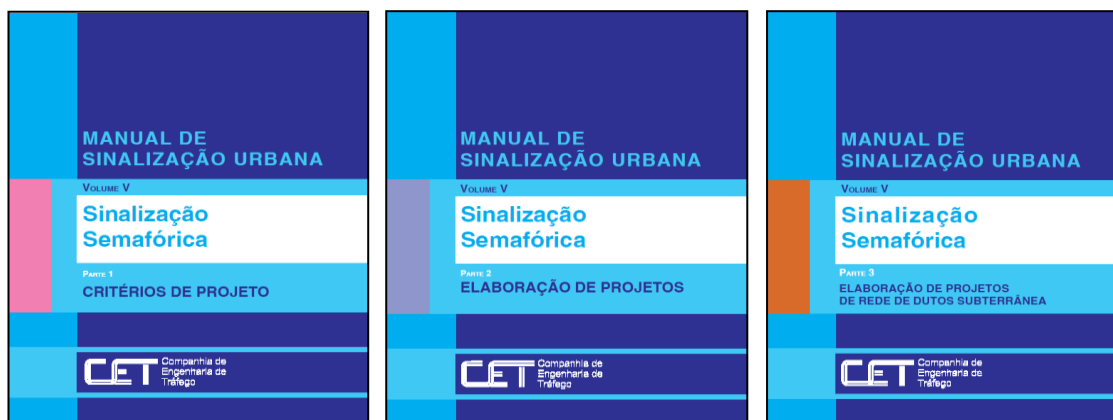 MANUAL DE
SINALIZAÇÃO URBANA
VOLUME V
Sinalização
Semafórica
PARTE 1
CRITÉRIOS DE PROJETO
CET
Companhia de
Engenharia de
Tráfego
MANUAL DE
SINALIZAÇÃO URBANA
VOLUME V
Sinalização
Semafórica
PARTE 2
ELABORAÇÃO DE PROJETOS
CET
Companhia de
Engenharia de
Tráfego
MANUAL DE
SINALIZAÇÃO URBANA
VOLUME V
Sinalização
Semafórica
PARTE 3
ELABORAÇÃO DE PROJETOS
DE REDE DE DUTOS SUBTERRÂNEA
CET
Companhia de
Engenharia de
Tráfego